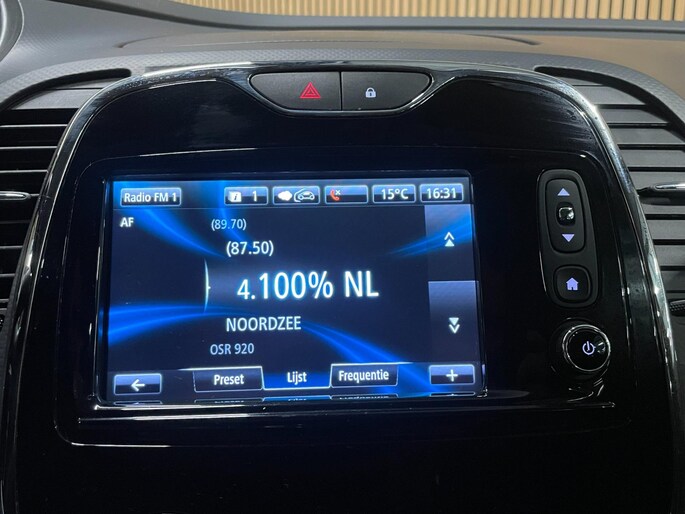 Radio FM 1
i 1
15°C
16:31
AF
(89.70)
(87.50)
4.100% NL
NOORDZEE
OSR 920
Preset
Lijst
Frequentie